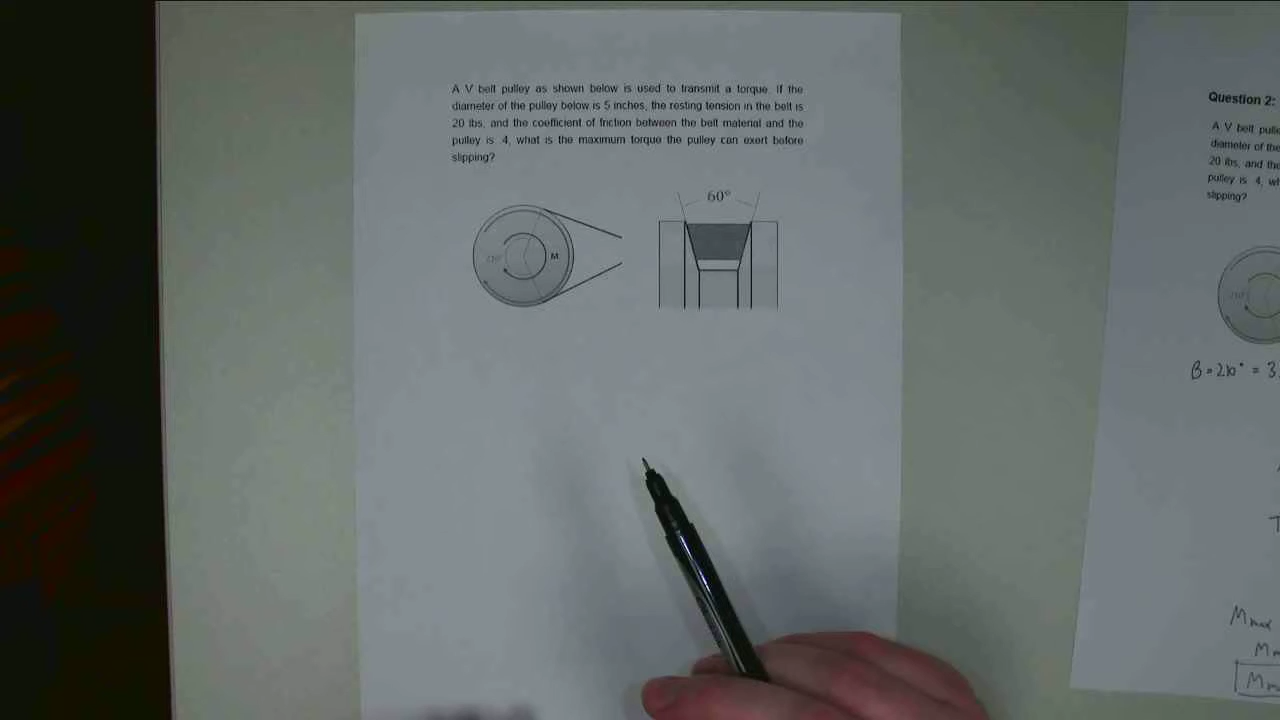 A V belt pulley as shown below is used to transmit a torque. If the
diameter of the pulley below is 5 inches, the resting tension in the belt is
20 lbs, and the coefficient of friction between the belt material and the
pulley is .4, what is the maximum torque the pulley can exert before
slipping?
60°
M
Question 2:
A V belt
diameter of the
20 lbs, and the
pulley is .4,
slipping?
B = 210° = 3
M max